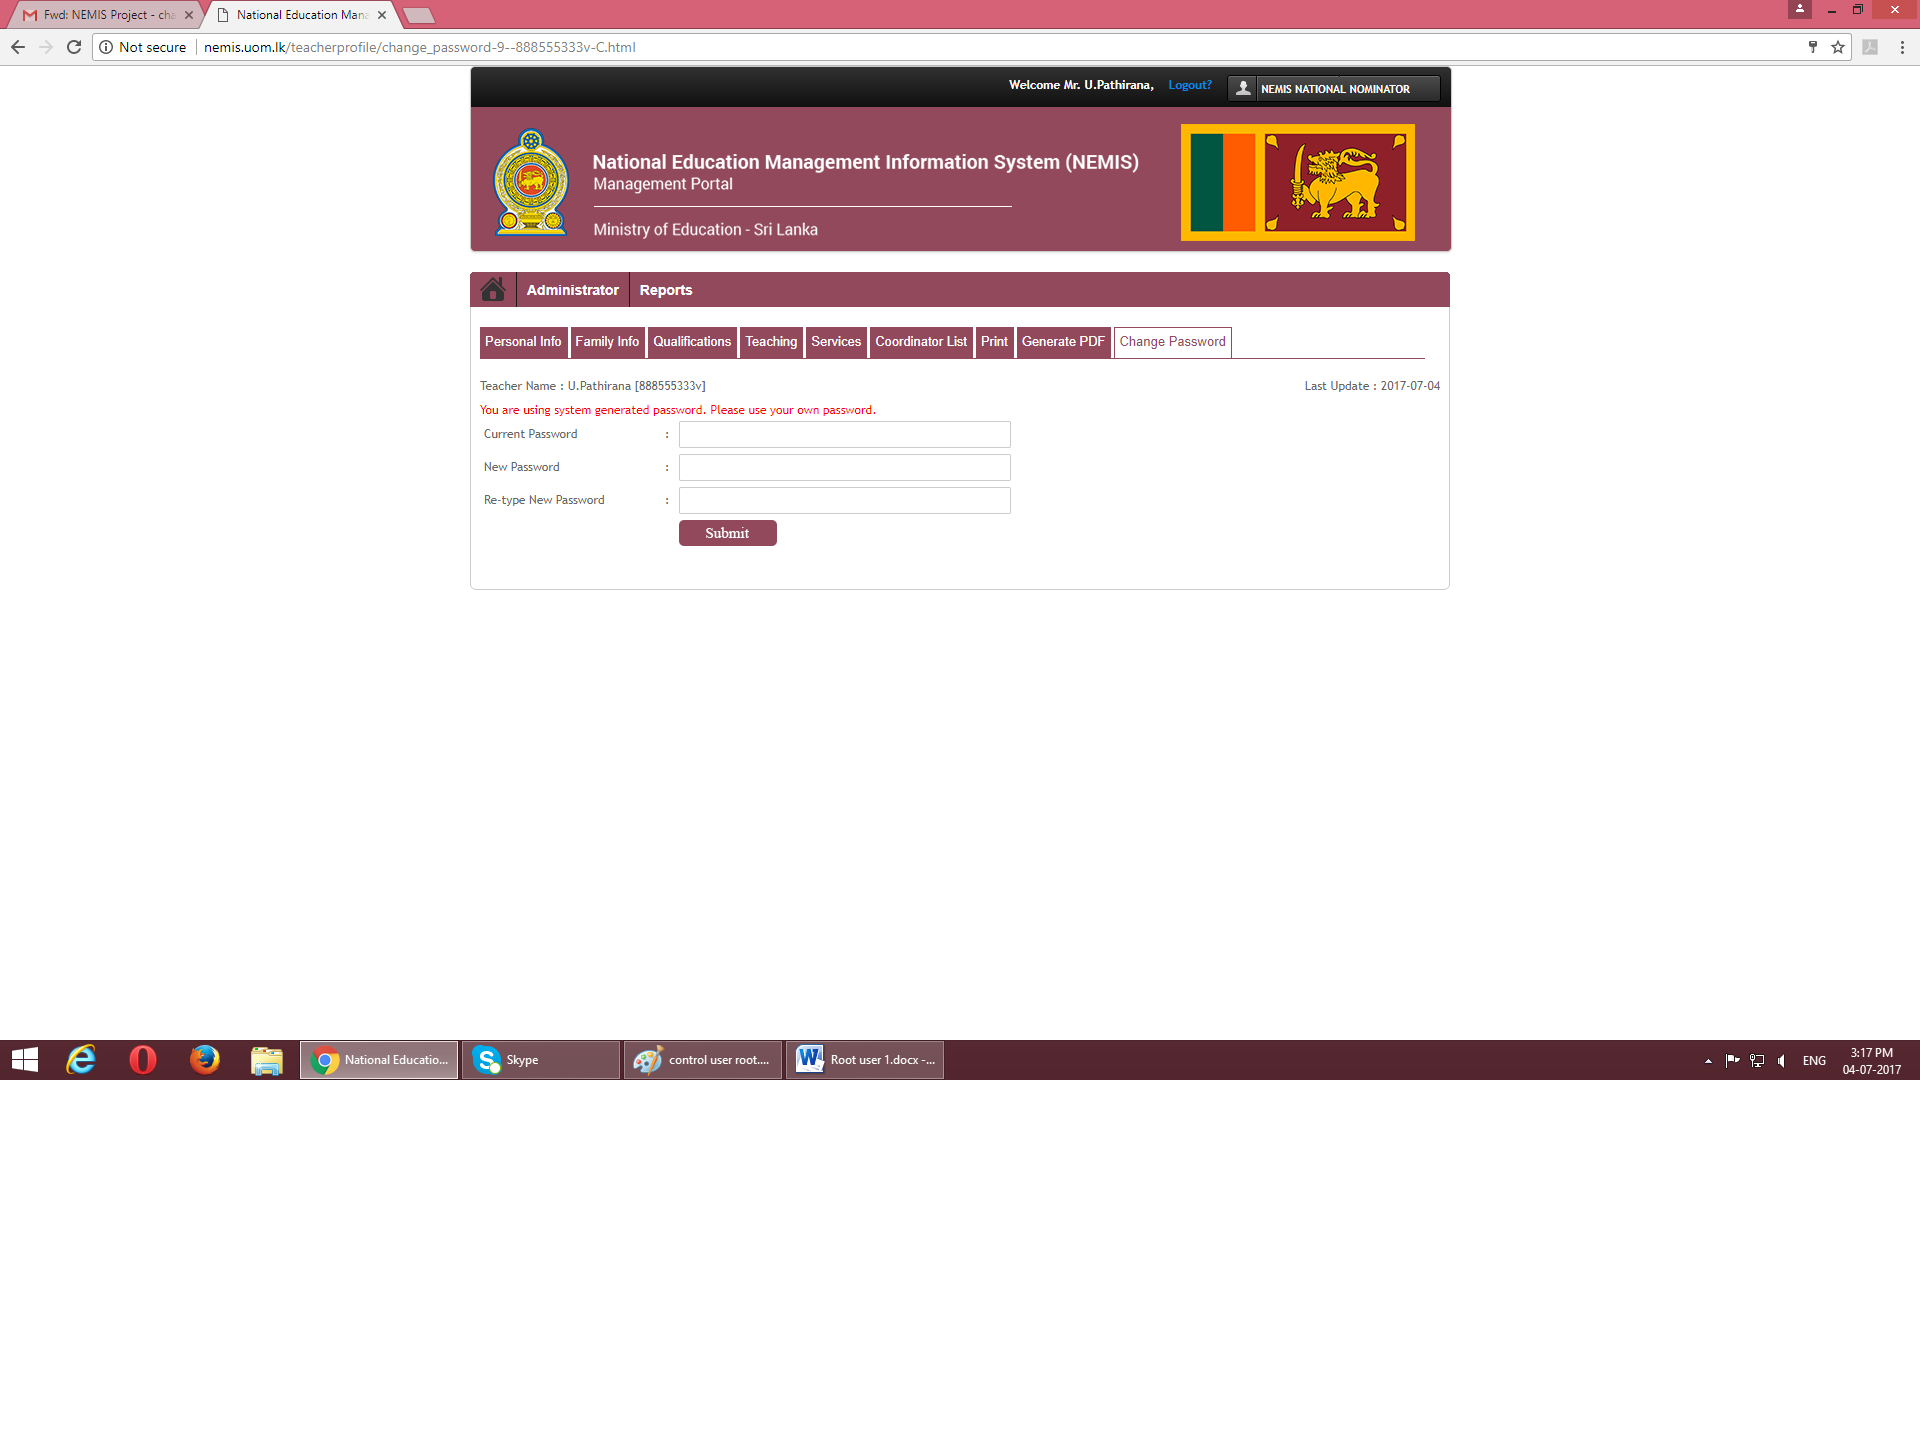 Fwd: NEMIS Project - cha
National Education Mana
Not secure
nemis.uom.lk/teacherprofile/change_password-9--888555333v-C.html
Welcome Mr. U.Pathirana, Logout? NEMIS NATIONAL NOMINATOR
National Education Management Information System (NEMIS)
Management Portal
Ministry of Education - Sri Lanka
Administrator Reports
Personal Info Family Info Qualifications Teaching Services Coordinator List Print Generate PDF Change Password
Teacher Name : U.Pathirana [888555333v] Last Update : 2017-07-04
You are using system generated password. Please use your own password.
Current Password :
New Password :
Re-type New Password :
Submit
National Educatio... Skype control user root.... Root user 1.docx -... ENG 3:17 PM
04-07-2017